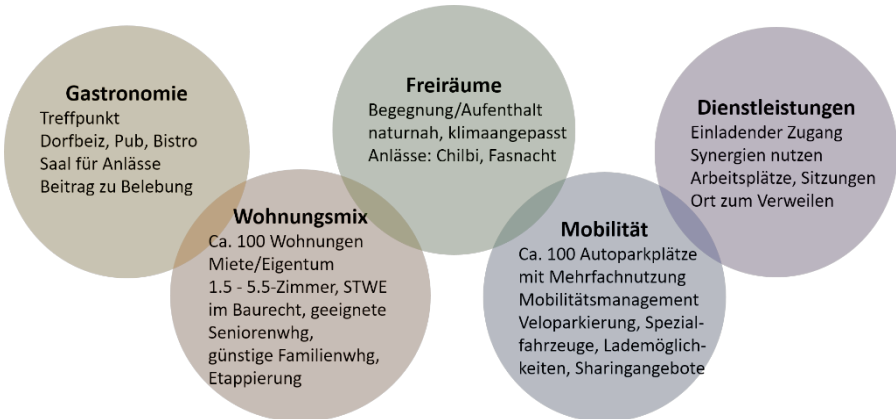 Gastronomie
Treffpunkt
Dorfbeiz, Pub, Bistro
Saal für Anlässe
Beitrag zu Belebung
Wohnungsmix
Ca. 100 Wohnungen
Miete/Eigentum
1.5 - 5.5-Zimmer, STWE
im Baurecht, geeignete
Seniorenwhg,
günstige Familienwhg,
Etappierung
Freiräume
Begegnung/Aufenthalt
naturnah, klimaangepasst
Anlässe: Chilbi, Fasnacht
Mobilität
Ca. 100 Autoparkplätze
mit Mehrfachnutzung
Mobilitätsmanagement
Veloparkierung, Spezial-
fahrzeuge, Lademöglich-
keiten, Sharingangebote
Dienstleistungen
Einladender Zugang
Synergien nutzen
Arbeitsplätze, Sitzungen
Ort zum Verweilen